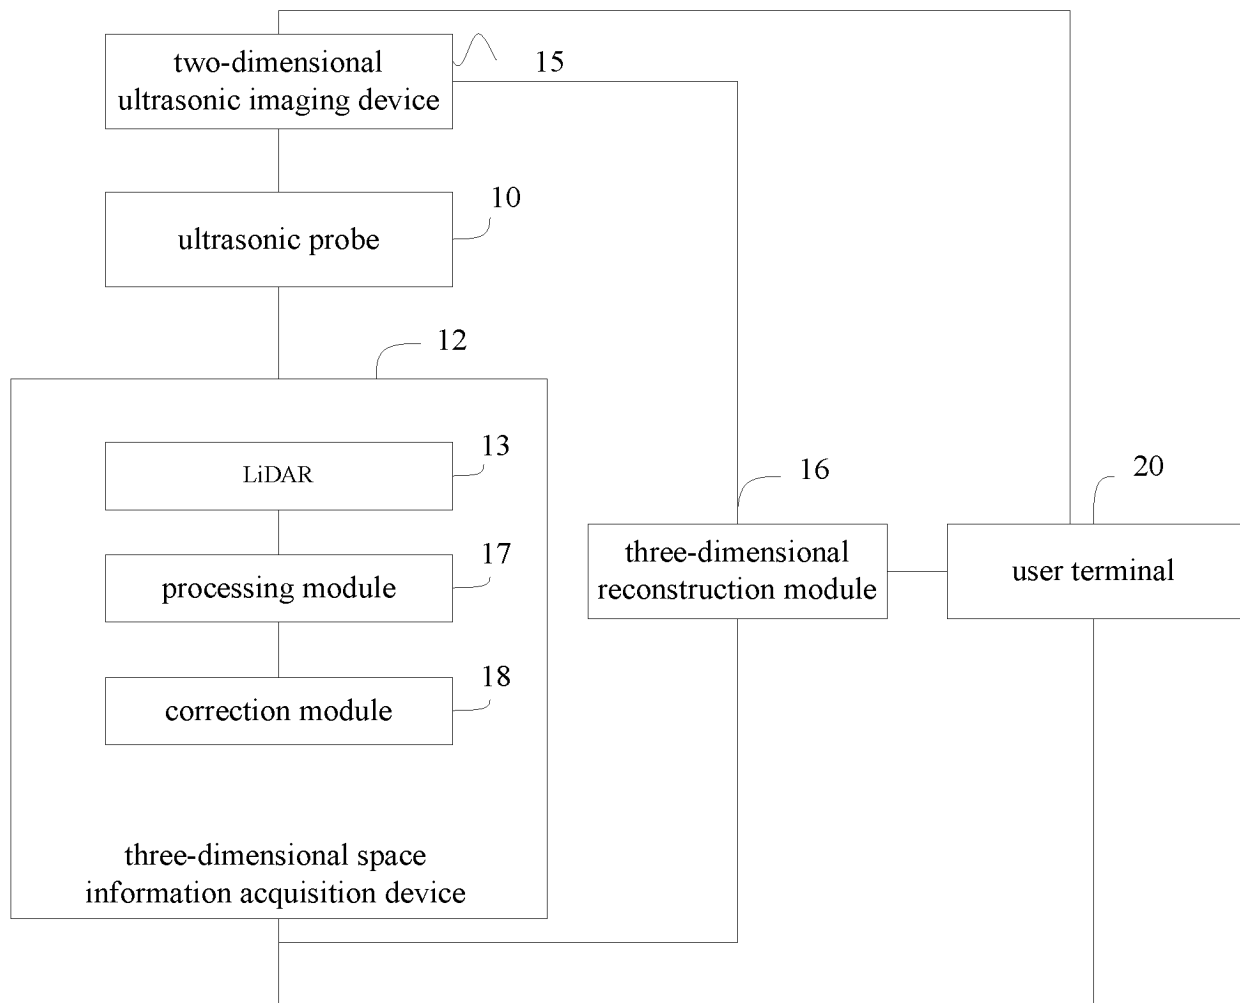 two-dimensional
ultrasonic imaging device
15
ultrasonic probe
10
12
LiDAR
13
processing module
17
correction module
18
three-dimensional space
information acquisition device
16
three-dimensional
reconstruction module
20
user terminal